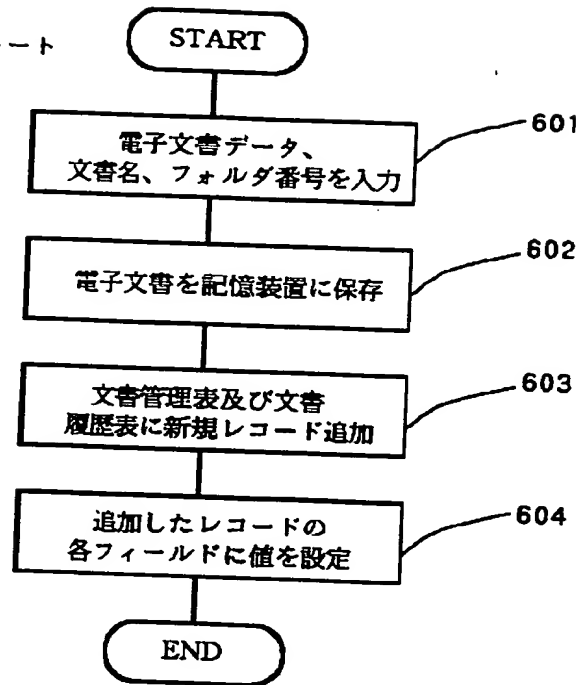 ート
START
電子文書データ、
文書名、フォルダ番号を入力
601
電子文書を記憶装置に保存
602
文書管理表及び文書
履歴表に新規レコード追加
603
追加したレコードの
各フィールドに値を設定
604
END